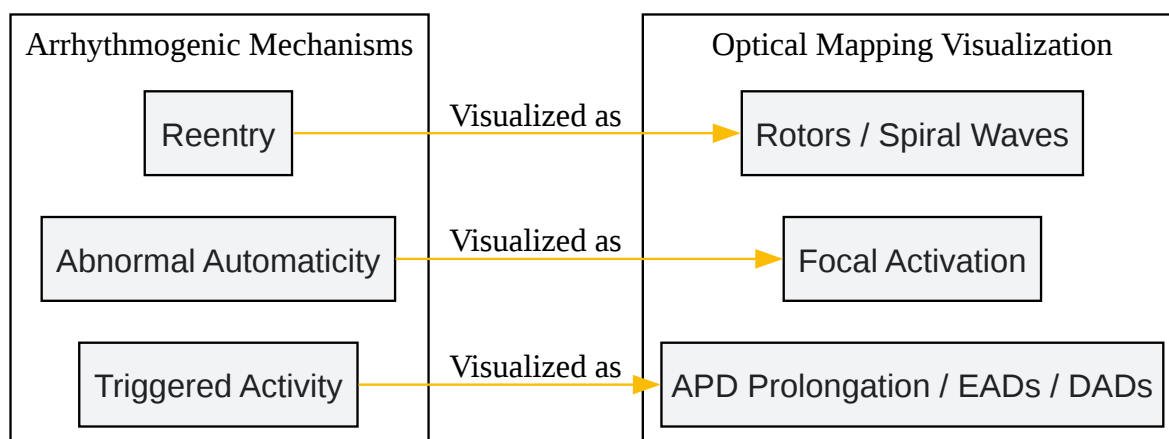 Arrhythmogenic Mechanisms
Optical Mapping Visualization
Reentry
Visualized as
Rotors / Spiral Waves
Abnormal Automaticity
Visualized as
Focal Activation
Triggered Activity
Visualized as
APD Prolongation / EADs / DADs